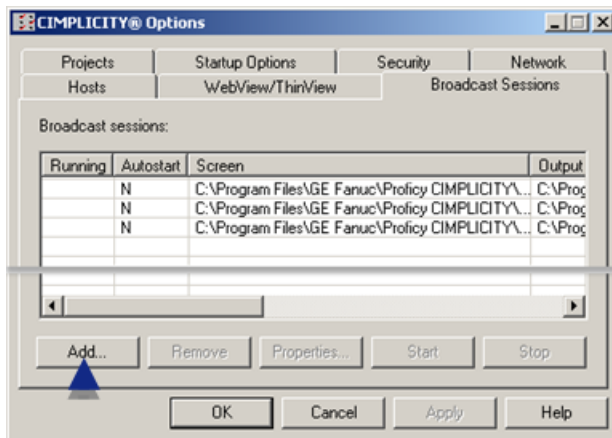 CIMPLICITY® Options
Projects Startup Options Security Network
Hosts WebView/ThinView Broadcast Sessions
Broadcast sessions:
Running Autostart Screen Output
N C:\Program Files\GE Fanuc\Proficy CIMPLICITY\... C:\Prog
N C:\Program Files\GE Fanuc\Proficy CIMPLICITY\... C:\Prog
N C:\Program Files\GE Fanuc\Proficy CIMPLICITY\... C:\Prog
Add... Remove Properties... Start Stop
OK Cancel Apply Help